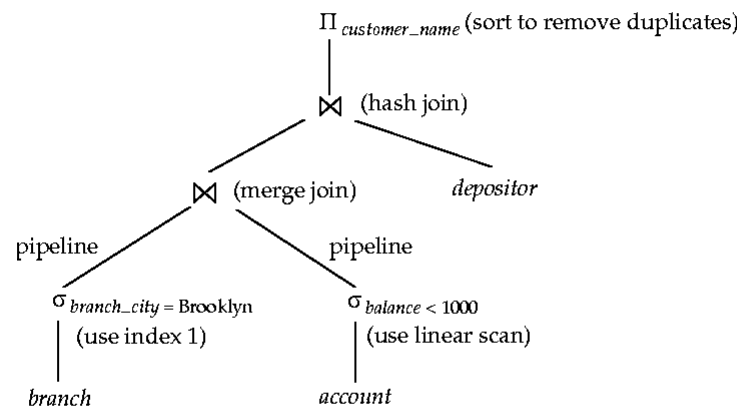 Π customer_name (sort to remove duplicates)
⋈ (hash join)
⋈ (merge join)
depositor
pipeline
pipeline
σ branch_city = Brooklyn
σ balance < 1000
(use index 1)
(use linear scan)
branch
account